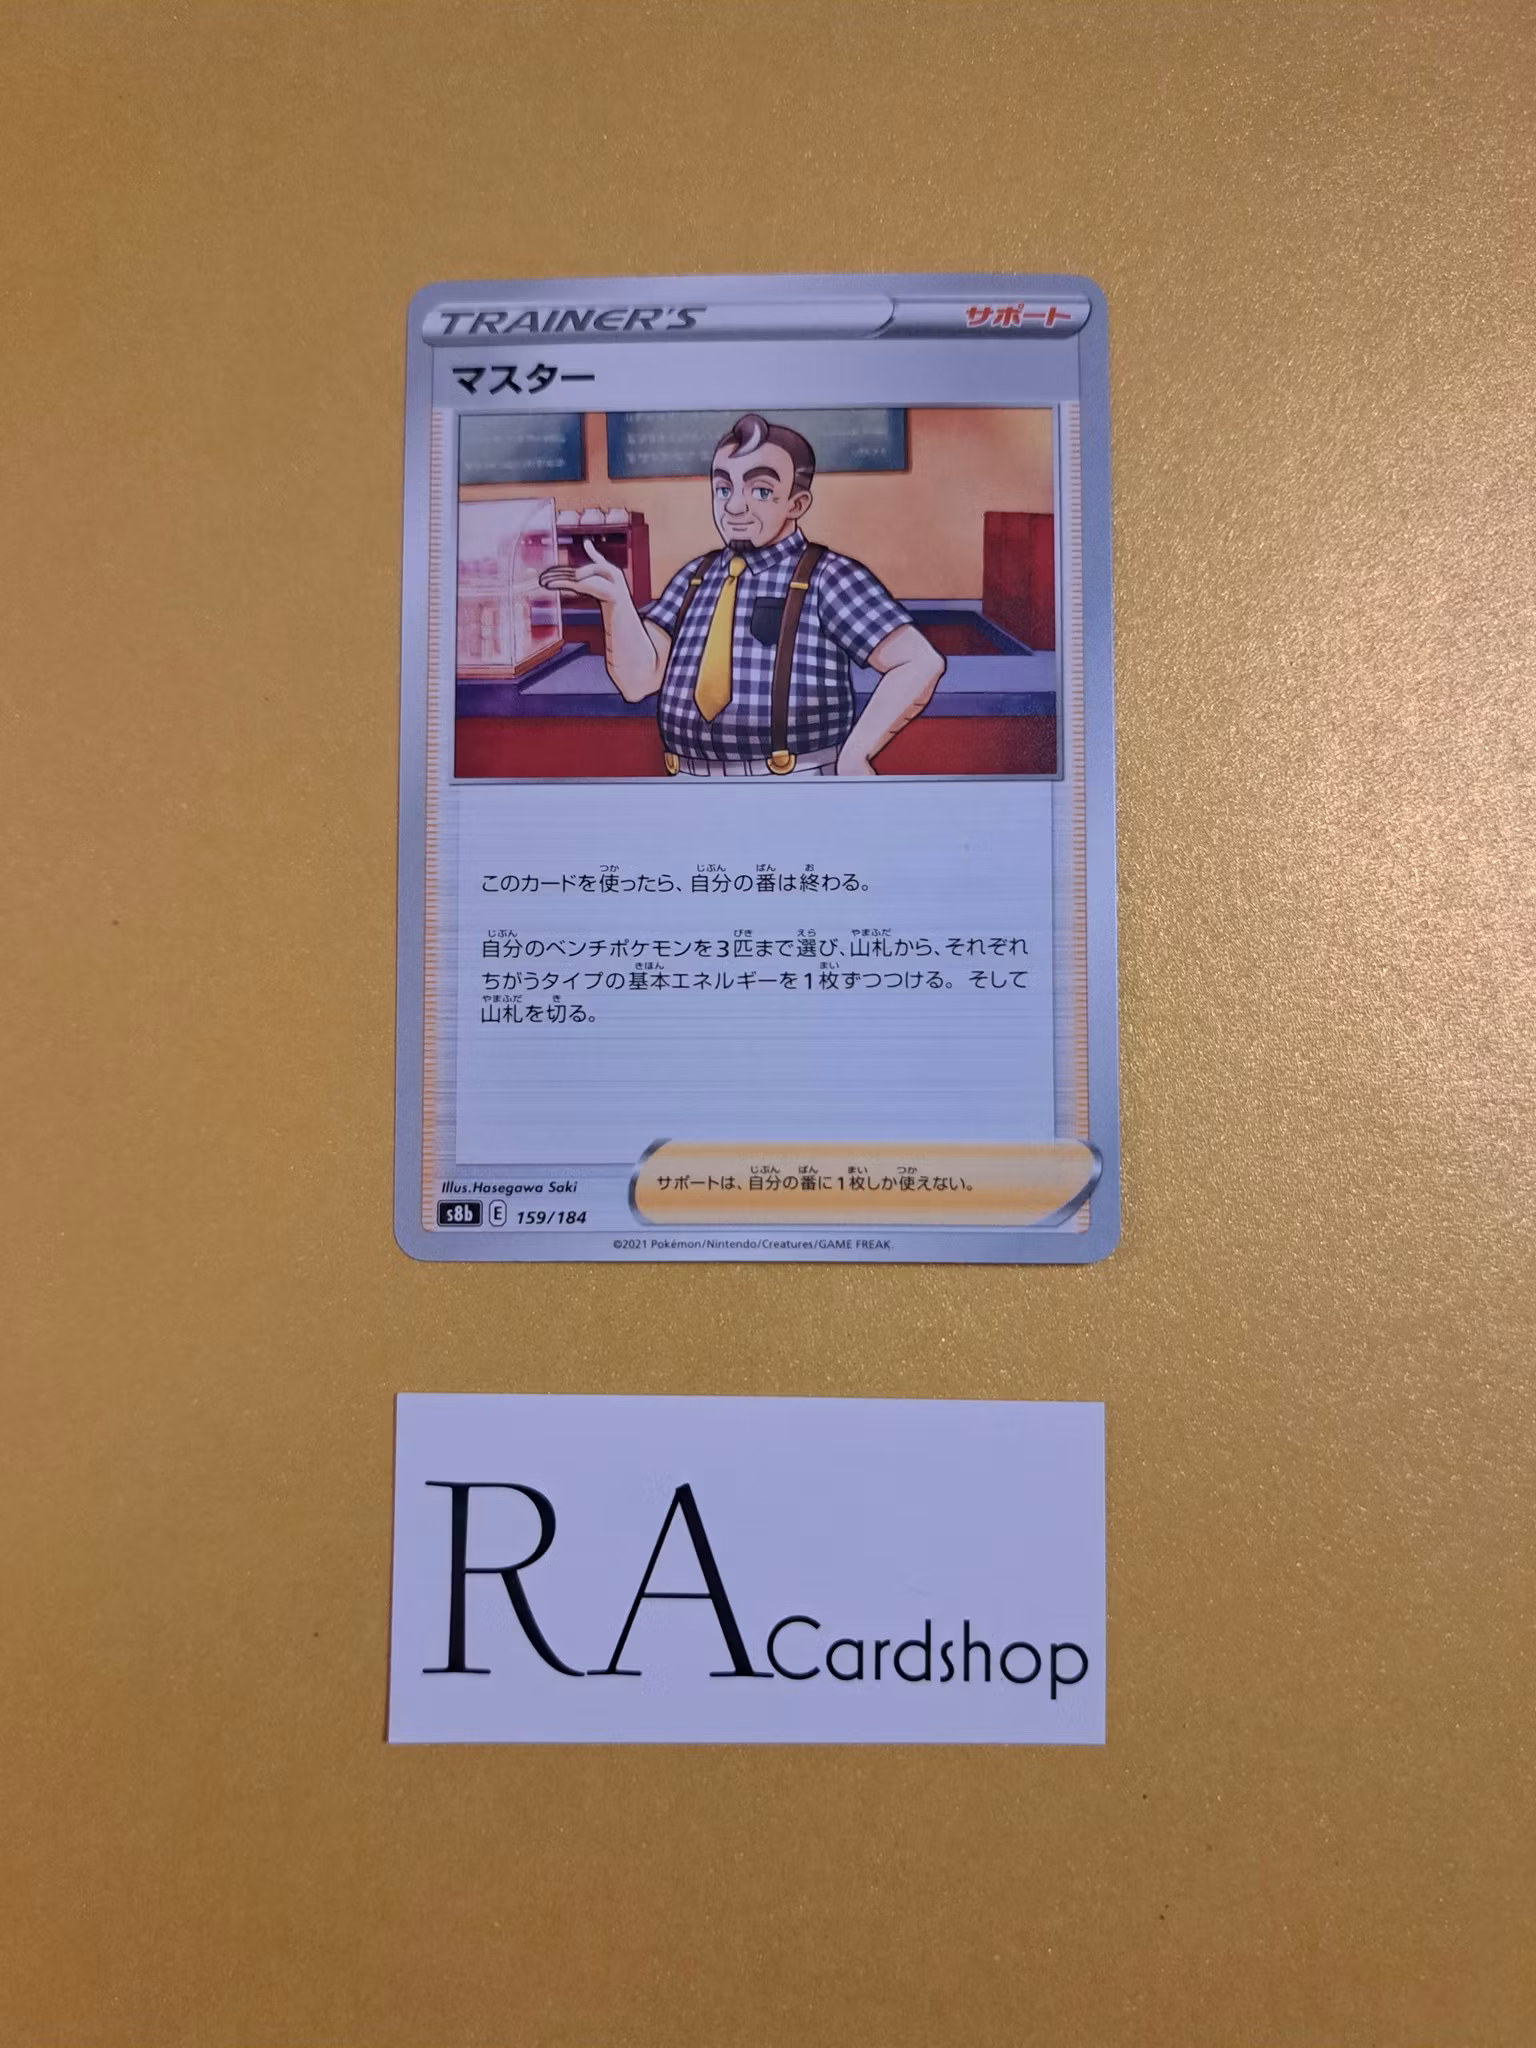 TRAINER'S
サポート
マスター
このカードを使ったら、自分の番は終わる。
自分のベンチポケモンを3匹まで選び、山札から、それぞれ
ちがうタイプの基本エネルギーを1枚ずつつける。そして
山札を切る。
サポートは、自分の番に1枚しか使えない。
Illus.Hasegawa Saki
s8b E 159/184
©2021 Pokémon/Nintendo/Creatures/GAME FREAK.
RA Cardshop